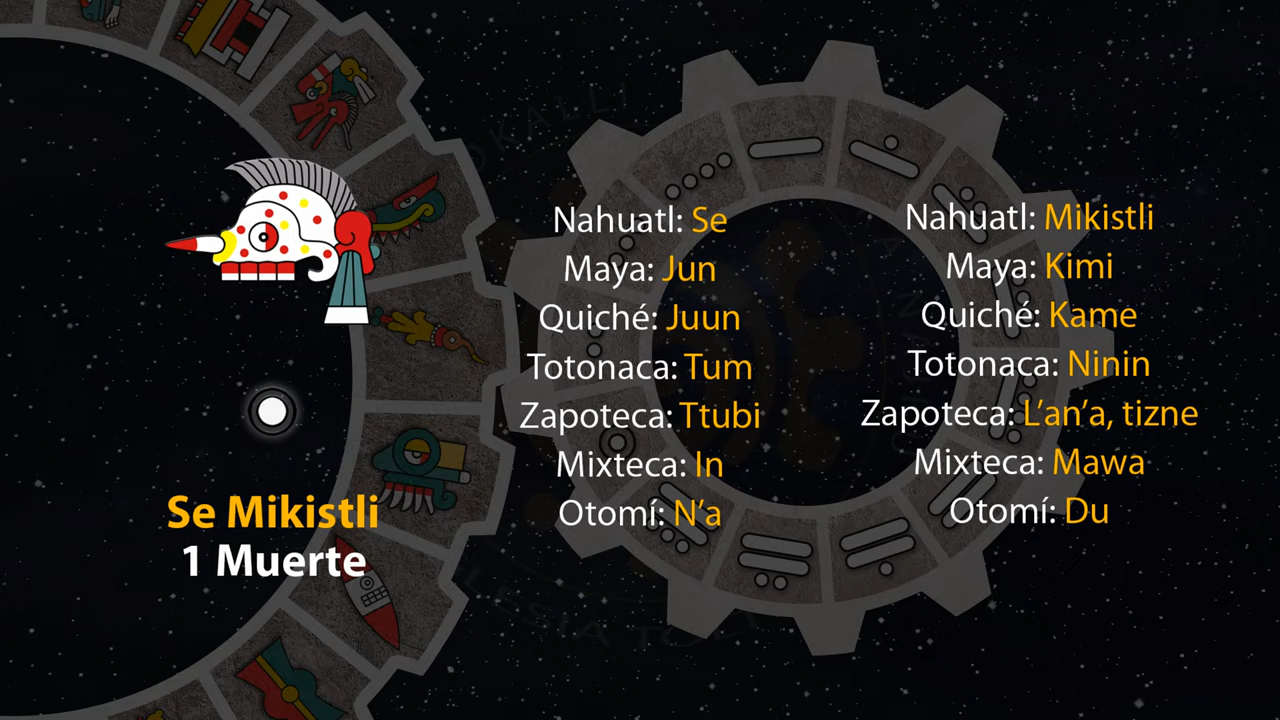 Nahuatl: Se
Maya: Jun
Quiché: Juun
Totonaca: Tum
Zapoteca: Ttubi
Mixteca: In
Otomí: N'a
Nahuatl: Mikistli
Maya: Kimi
Quiché: Kame
Totonaca: Ninin
Zapoteca: L'an'a, tizne
Mixteca: Mawa
Otomí: Du
Se Mikistli
1 Muerte